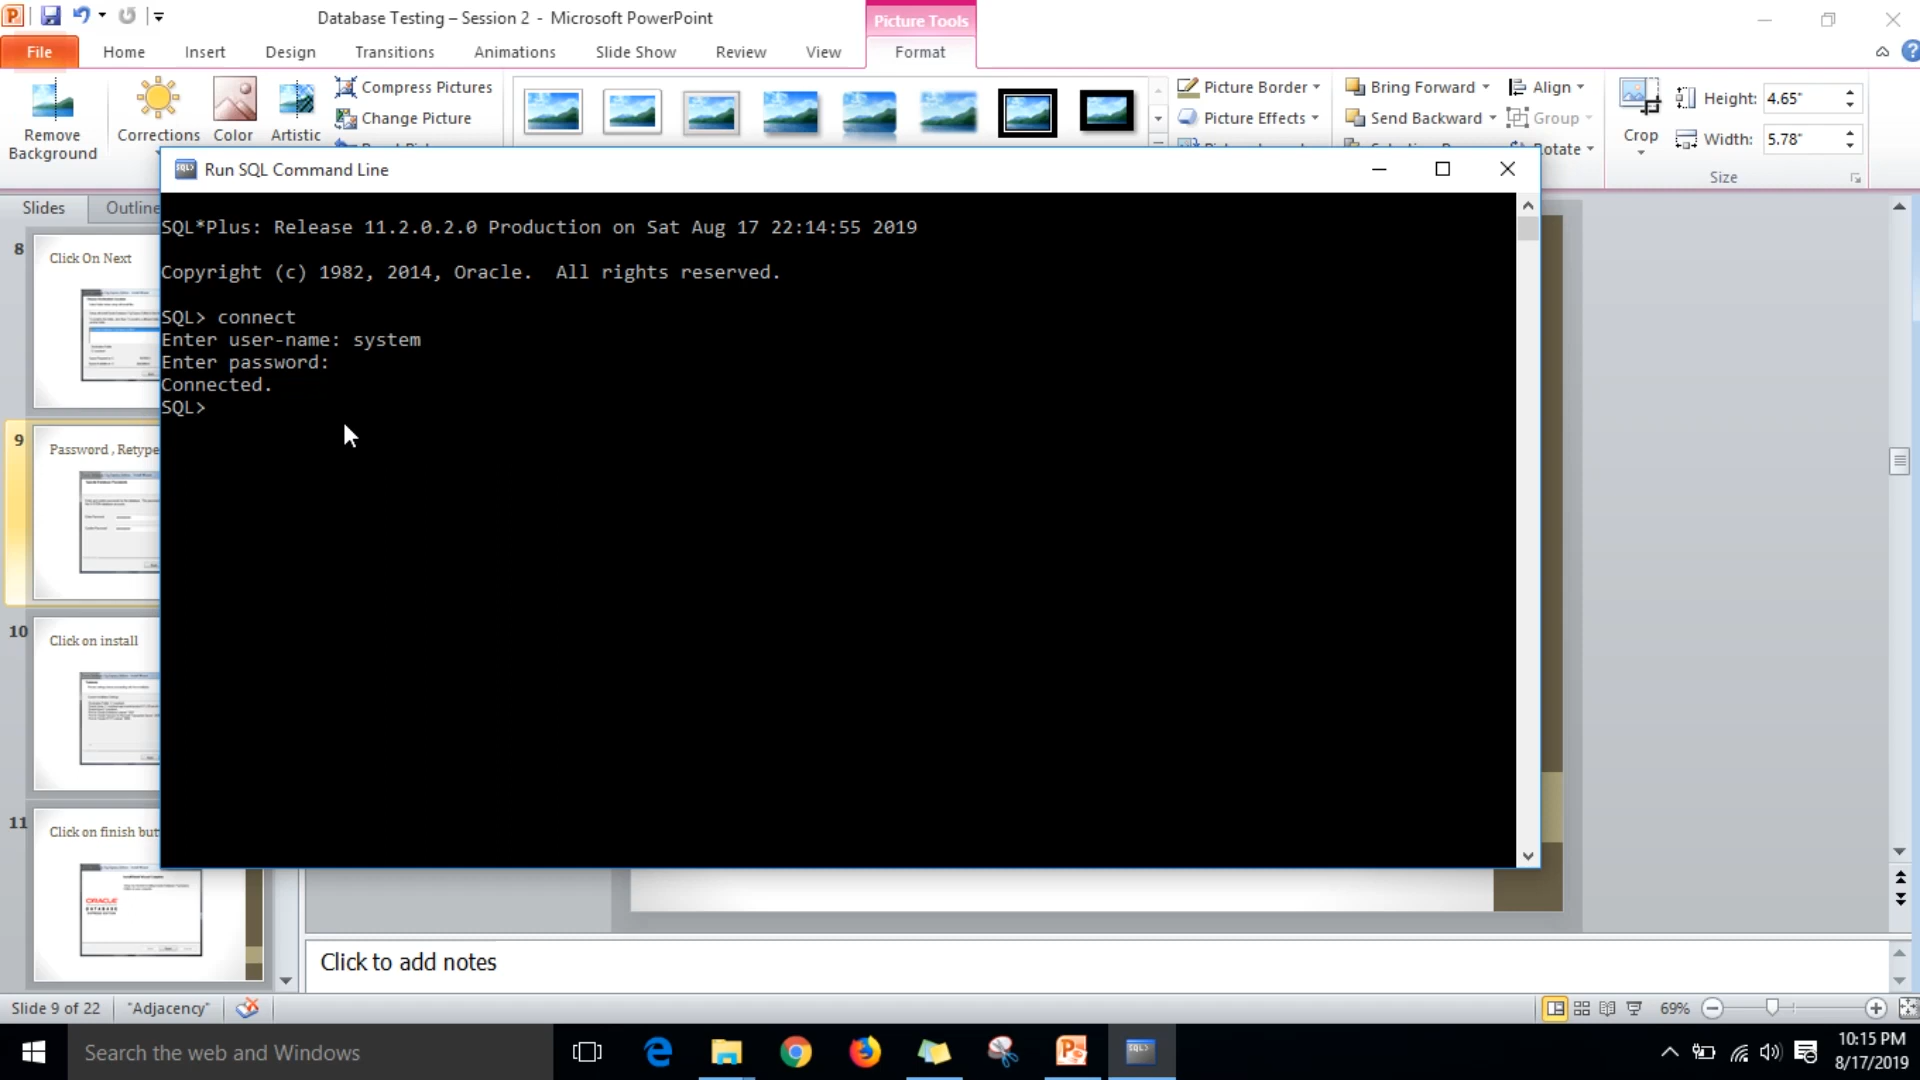 Database Testing – Session 2 - Microsoft PowerPoint
Picture Tools
File
Home
Insert
Design
Transitions
Animations
Slide Show
Review
View
Format
Remove Background
Corrections
Color
Artistic
Compress Pictures
Change Picture
Picture Border
Picture Effects
Bring Forward
Send Backward
Align
Group
Rotate
Crop
Height: 4.65"
Width: 5.78"
Size
Run SQL Command Line
SQL*Plus: Release 11.2.0.2.0 Production on Sat Aug 17 22:14:55 2019
Copyright (c) 1982, 2014, Oracle.  All rights reserved.
SQL> connect
Enter user-name: system
Enter password:
Connected.
SQL>
Slides
Outline
8
Click On Next
9
Password , Retype
10
Click on install
11
Click on finish but
ORACLE
DATABASE
Click to add notes
Slide 9 of 22
"Adjacency"
69%
Search the web and Windows
10:15 PM
8/17/2019